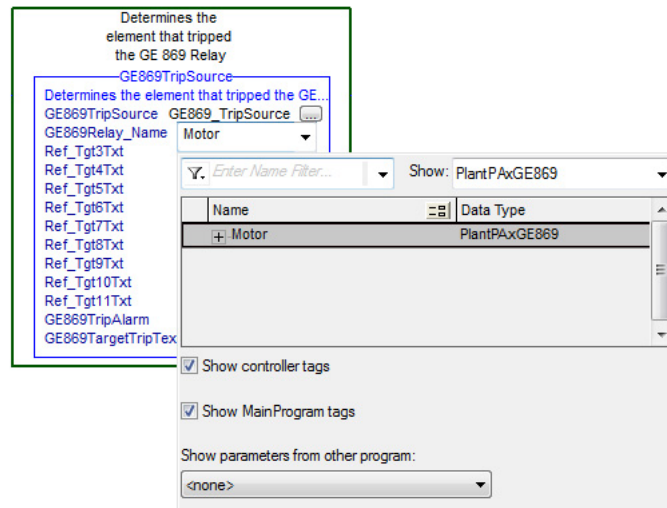 Determines the
element that tripped
the GE 869 Relay
GE869TripSource
Determines the element that tripped the GE...
GE869TripSource GE869_TripSource ...
GE869Relay_Name Motor
Ref_Tgt3Txt
Ref_Tgt4Txt
Ref_Tgt5Txt
Ref_Tgt6Txt
Ref_Tgt7Txt
Ref_Tgt8Txt
Ref_Tgt9Txt
Ref_Tgt10Txt
Ref_Tgt11Txt
GE869TripAlarm
GE869TargetTripTex
Enter Name Filter... Show: PlantPAxGE869
Name Data Type
Motor PlantPAxGE869
Show controller tags
Show MainProgram tags
Show parameters from other program:
<none>